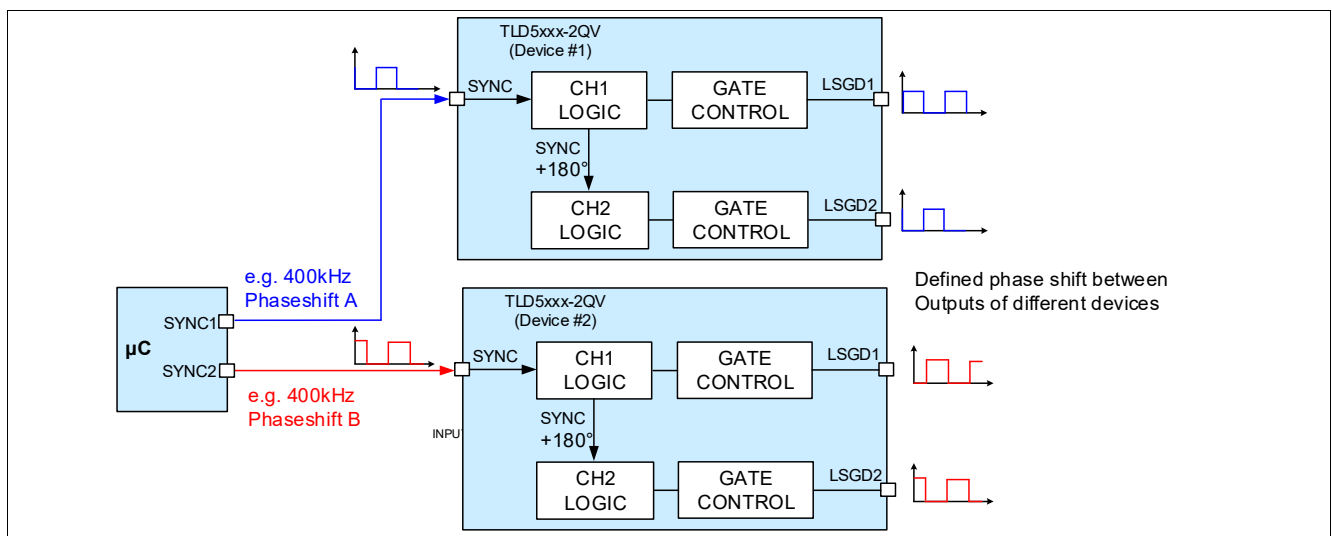 TLD5xxx-2QV
(Device #1)
SYNC
CH1
LOGIC
GATE
CONTROL
LSGD1
SYNC
+180°
CH2
LOGIC
GATE
CONTROL
LSGD2
e.g. 400kHz
Phaseshift A
Defined phase shift between
Outputs of different devices
µC
SYNC1
SYNC2
e.g. 400kHz
Phaseshift B
TLD5xxx-2QV
(Device #2)
SYNC
CH1
LOGIC
GATE
CONTROL
LSGD1
INPUT
SYNC
+180°
CH2
LOGIC
GATE
CONTROL
LSGD2